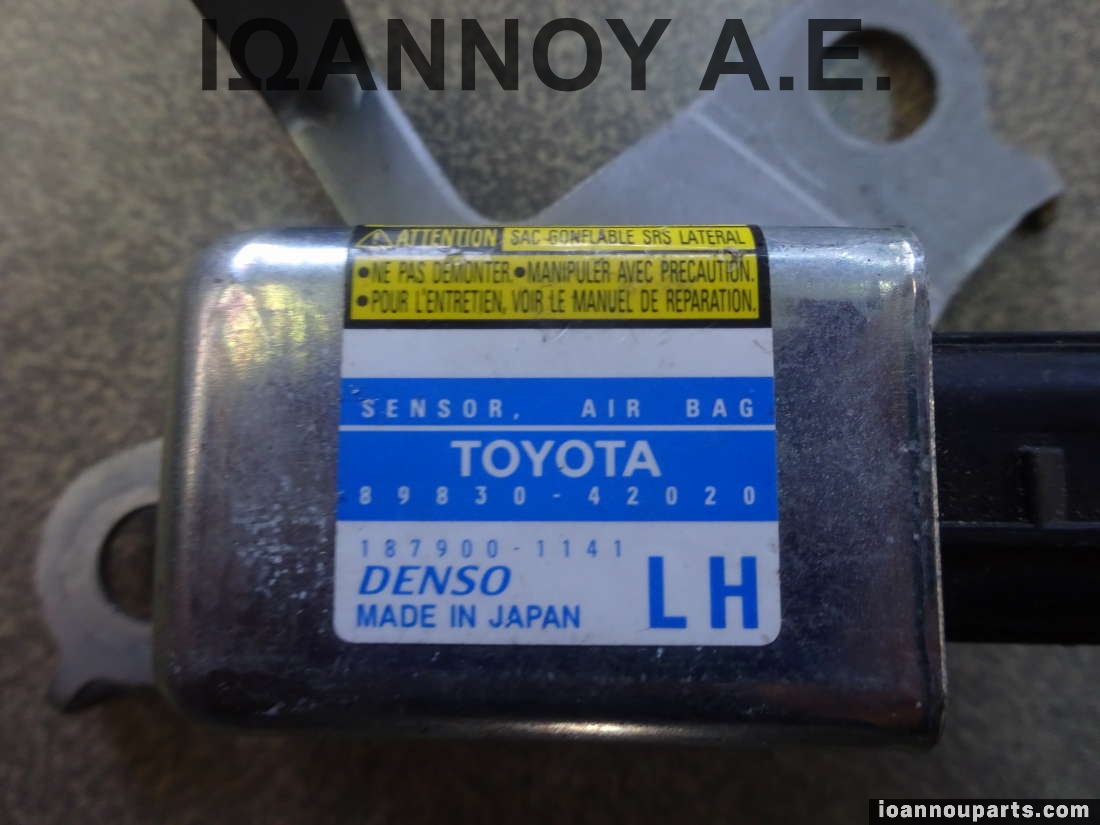 ΙΩΑΝΝΟΥ Α.Ε.
ATTENTION SAC GONFLABLE SRS LATERAL
•NE PAS DEMONTER.•MANIPULER AVEC PRECAUTION.
•POUR L'ENTRETIEN, VOIR LE MANUEL DE REPARATION.
SENSOR, AIR BAG
TOYOTA
89830-42020
187900-1141
DENSO
MADE IN JAPAN
LH
ioannouparts.com